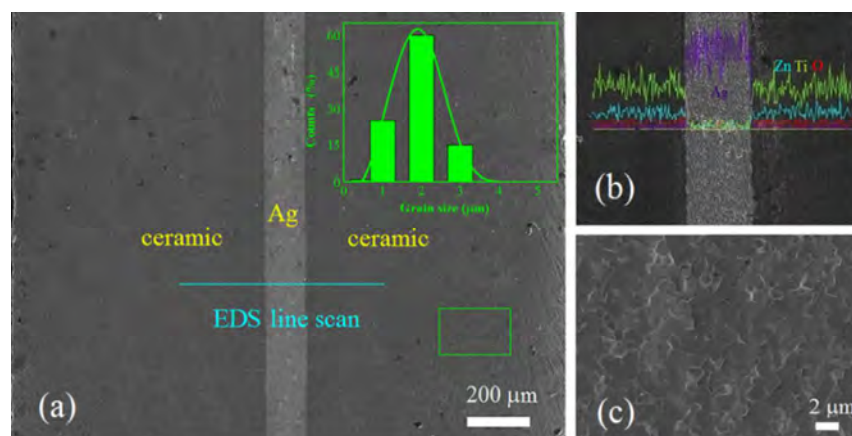 60
45
30
15
0
Counts (%)
0 1 2 3 4 5
Grain size (μm)
Ag
ceramic
ceramic
EDS line scan
(a)
200 μm
Zn Ti O
Ag
(b)
(c)
2 μm